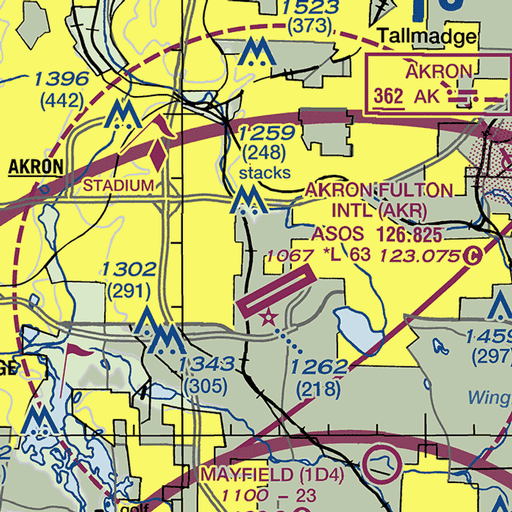 1523
(373)
Tallmadge
1396
(442)
AKRON
362 AK
1259
(248)
stacks
AKRON
STADIUM
AKRON FULTON
INTL (AKR)
ASOS 126.825
1067 *L 63 123.075 C
1302
(291)
1459
(297)
1343
(305)
1262
(218)
Wing
MAYFIELD (1D4)
1100 - 23
golf